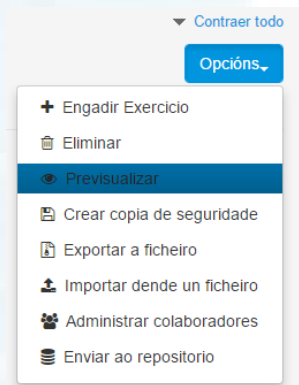 Contraer todo
Opcións
Engadir Exercicio
Eliminar
Previsualizar
Crear copia de seguridade
Exportar a ficheiro
Importar dende un ficheiro
Administrar colaboradores
Enviar ao repositorio